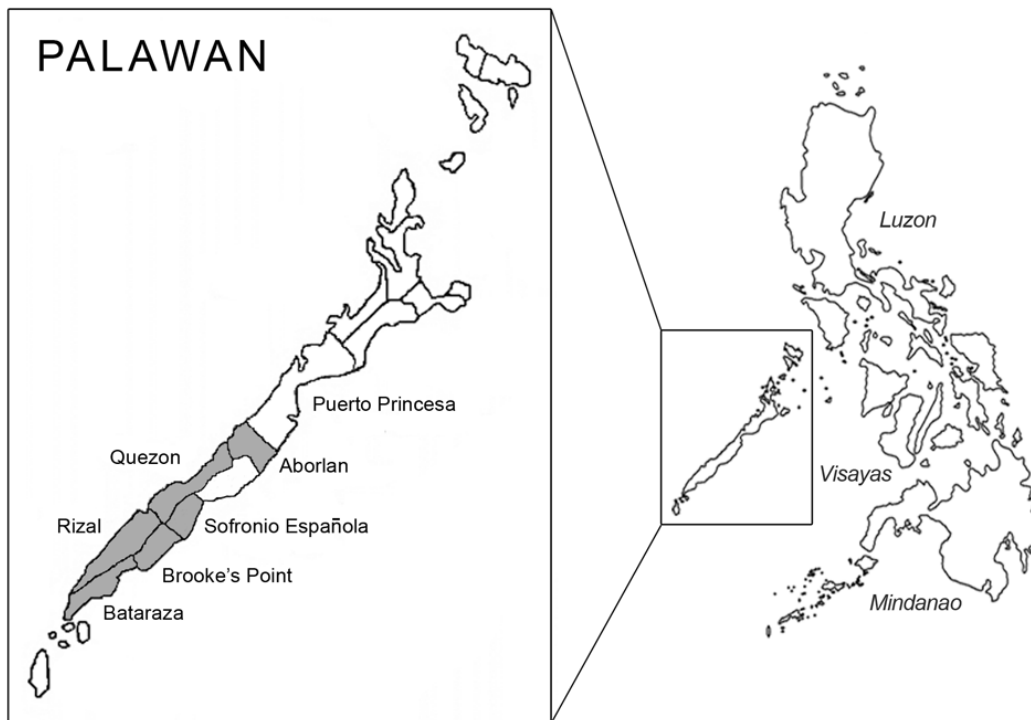 PALAWAN
Puerto Princesa
Quezon
Aborlan
Rizal
Sofronio Española
Brooke's Point
Bataraza
Luzon
Visayas
Mindanao